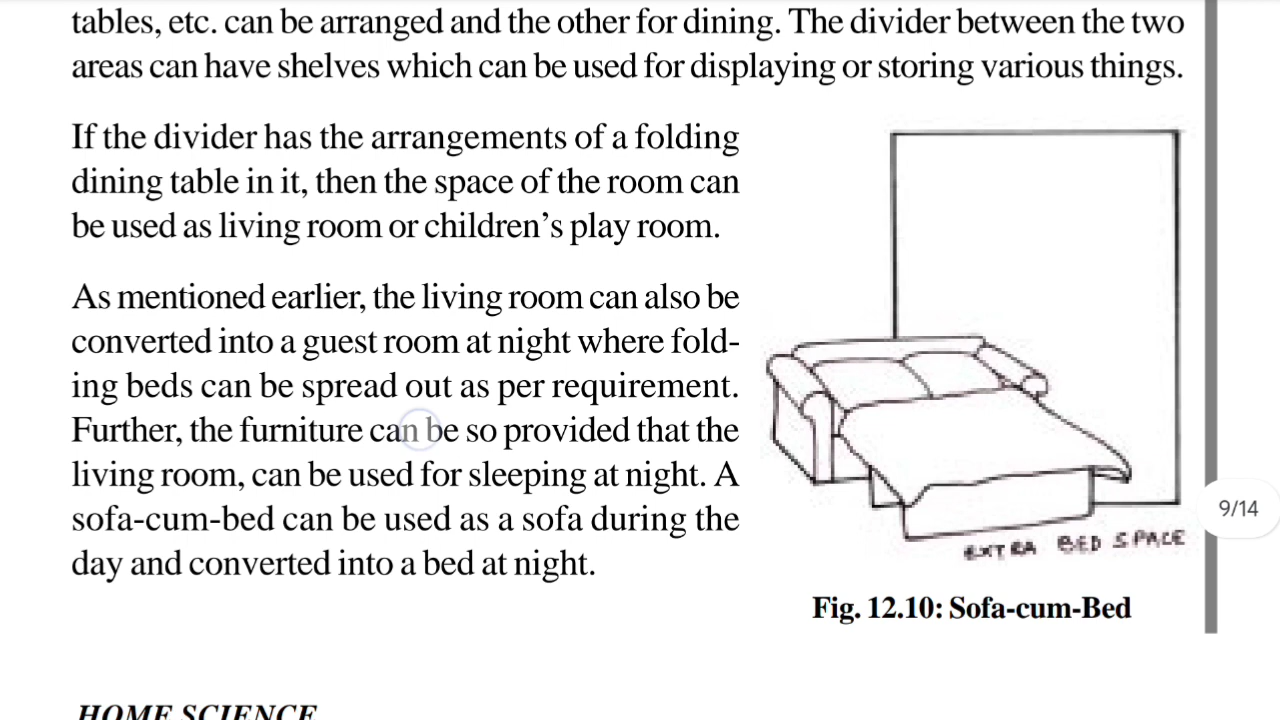 tables, etc. can be arranged and the other for dining. The divider between the two
areas can have shelves which can be used for displaying or storing various things.
If the divider has the arrangements of a folding
dining table in it, then the space of the room can
be used as living room or children’s play room.
As mentioned earlier, the living room can also be
converted into a guest room at night where fold-
ing beds can be spread out as per requirement.
Further, the furniture can be so provided that the
living room, can be used for sleeping at night. A
sofa-cum-bed can be used as a sofa during the
day and converted into a bed at night.
EXTRA BED SPACE
Fig. 12.10: Sofa-cum-Bed
9/14
HOME SCIENCE